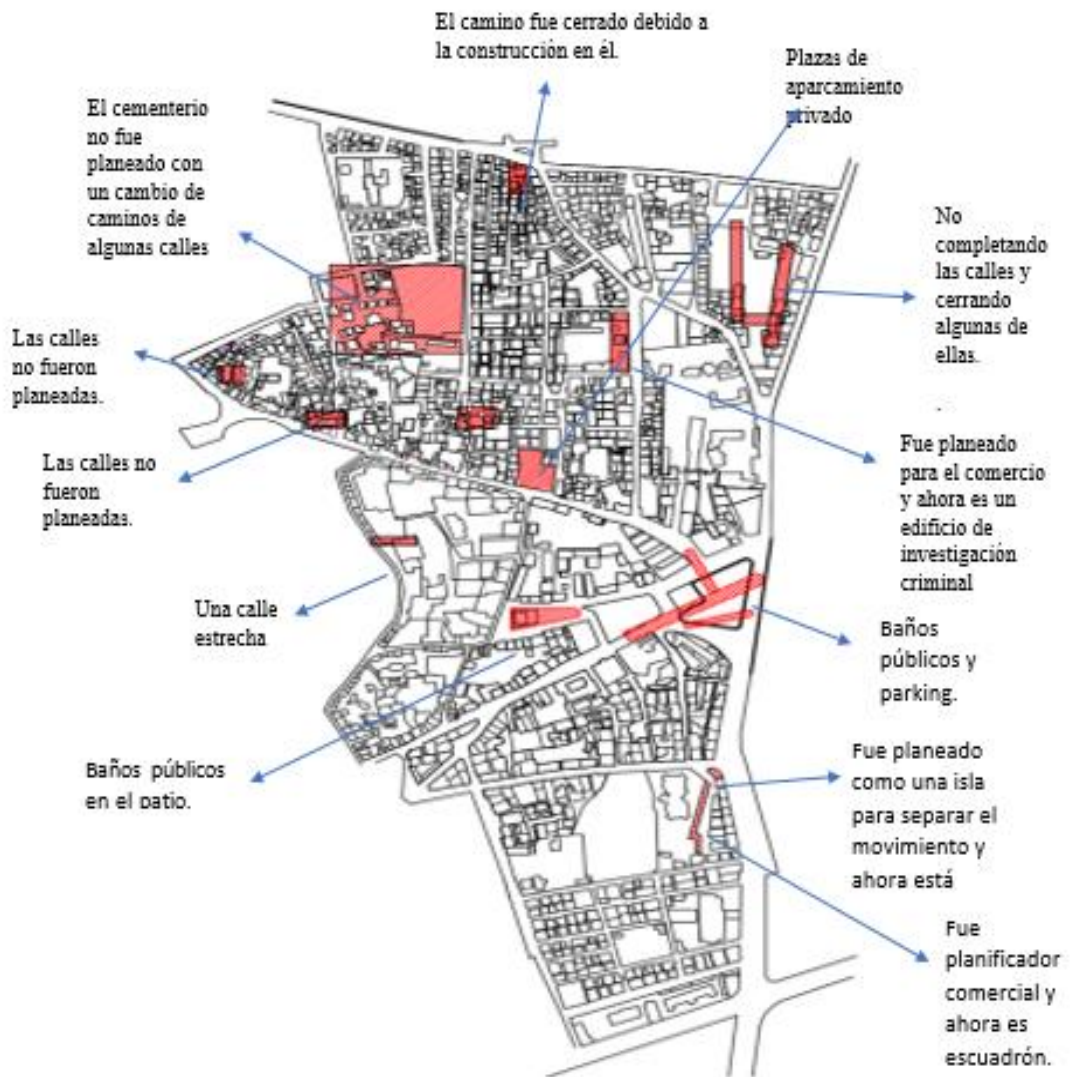 El camino fue cerrado debido a
la construcción en él.
Plazas de
aparcamiento
privado
El cementerio
no fue
planeado con
un cambio de
caminos de
algunas calles
No
completando
las calles y
cerrando
algunas de
ellas.
.
Las calles
no fueron
planeadas.
Las calles no
fueron
planeadas.
Fue planeado
para el comercio
y ahora es un
edificio de
investigación
criminal
Una calle
estrecha
Baños
públicos y
parking.
Baños públicos
en el patio.
Fue planeado
como una isla
para separar el
movimiento y
ahora está
Fue
planificador
comercial y
ahora es
escuadrón.